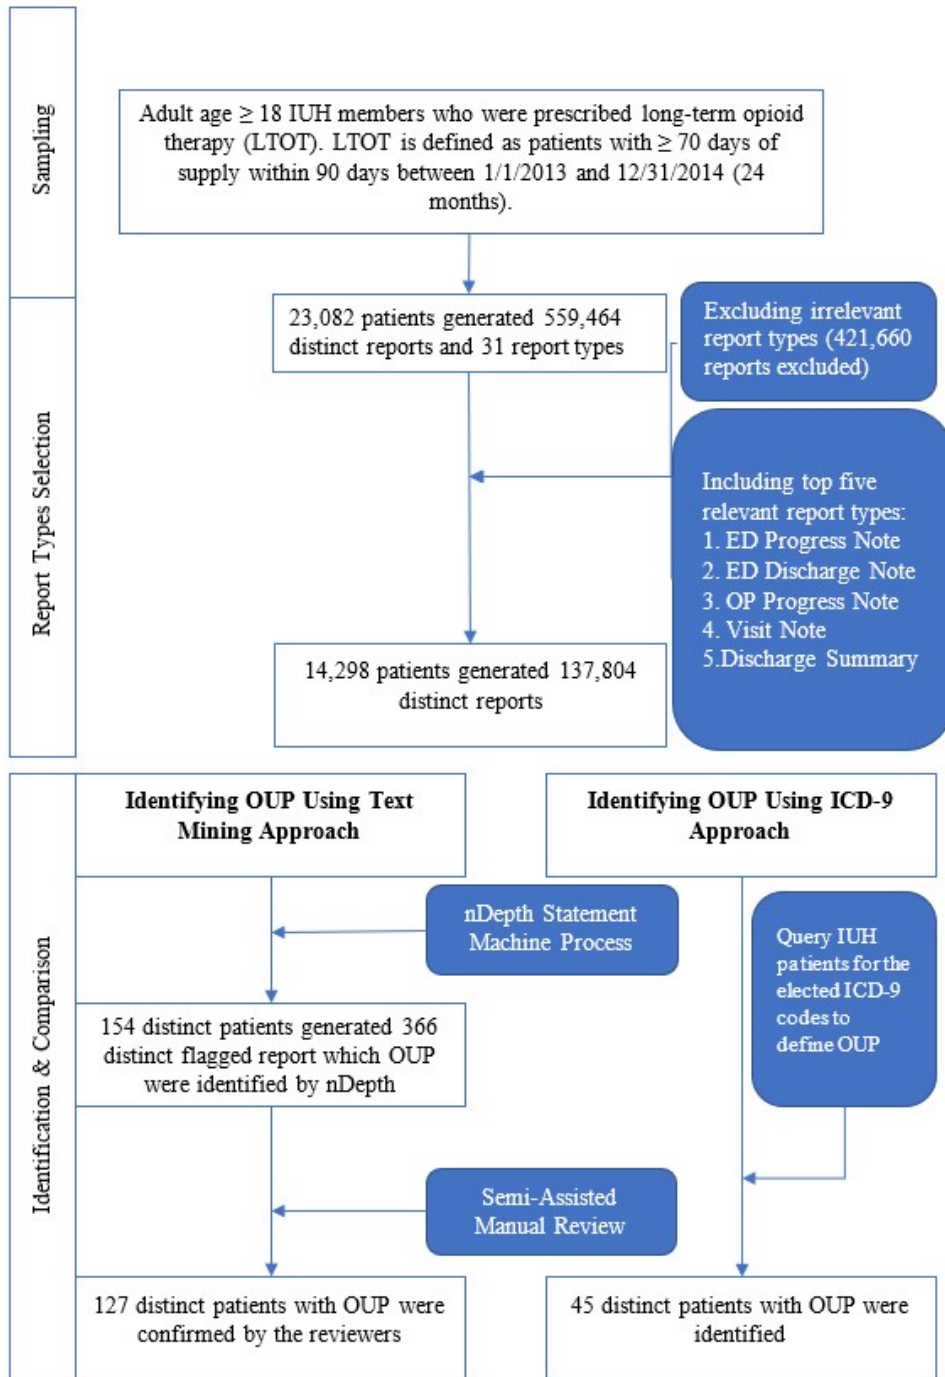 Sampling
Adult age ≥ 18 IUH members who were prescribed long-term opioid
therapy (LTOT). LTOT is defined as patients with ≥ 70 days of
supply within 90 days between 1/1/2013 and 12/31/2014 (24
months).
Report Types Selection
23,082 patients generated 559,464
distinct reports and 31 report types
Excluding irrelevant
report types (421,660
reports excluded)
Including top five
relevant report types:
1. ED Progress Note
2. ED Discharge Note
3. OP Progress Note
4. Visit Note
5.Discharge Summary
14,298 patients generated 137,804
distinct reports
Identification & Comparison
Identifying OUP Using Text
Mining Approach
nDepth Statement
Machine Process
154 distinct patients generated 366
distinct flagged report which OUP
were identified by nDepth
Semi-Assisted
Manual Review
127 distinct patients with OUP were
confirmed by the reviewers
Identifying OUP Using ICD-9
Approach
Query IUH
patients for the
elected ICD-9
codes to
define OUP
45 distinct patients with OUP were
identified